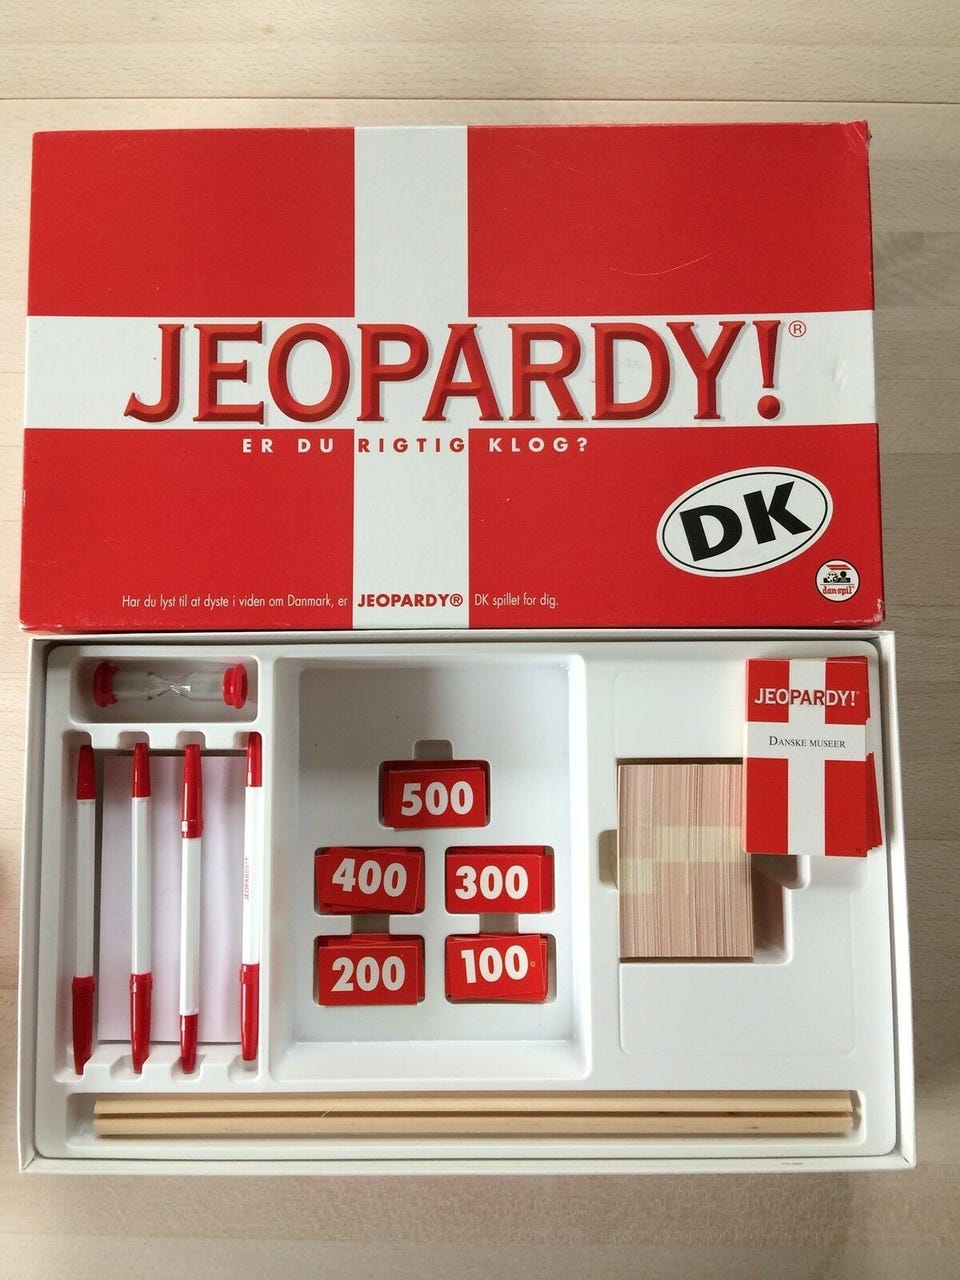 JEOPARDY!®
ER DU RIGTIG KLOG?
DK
dan-spil
Har du lyst til at dyste i viden om Danmark, er JEOPARDY® DK spillet for dig.
JEOPARDY!
DANSKE MUSEER
500
400
300
200
100
JEOPARDY!